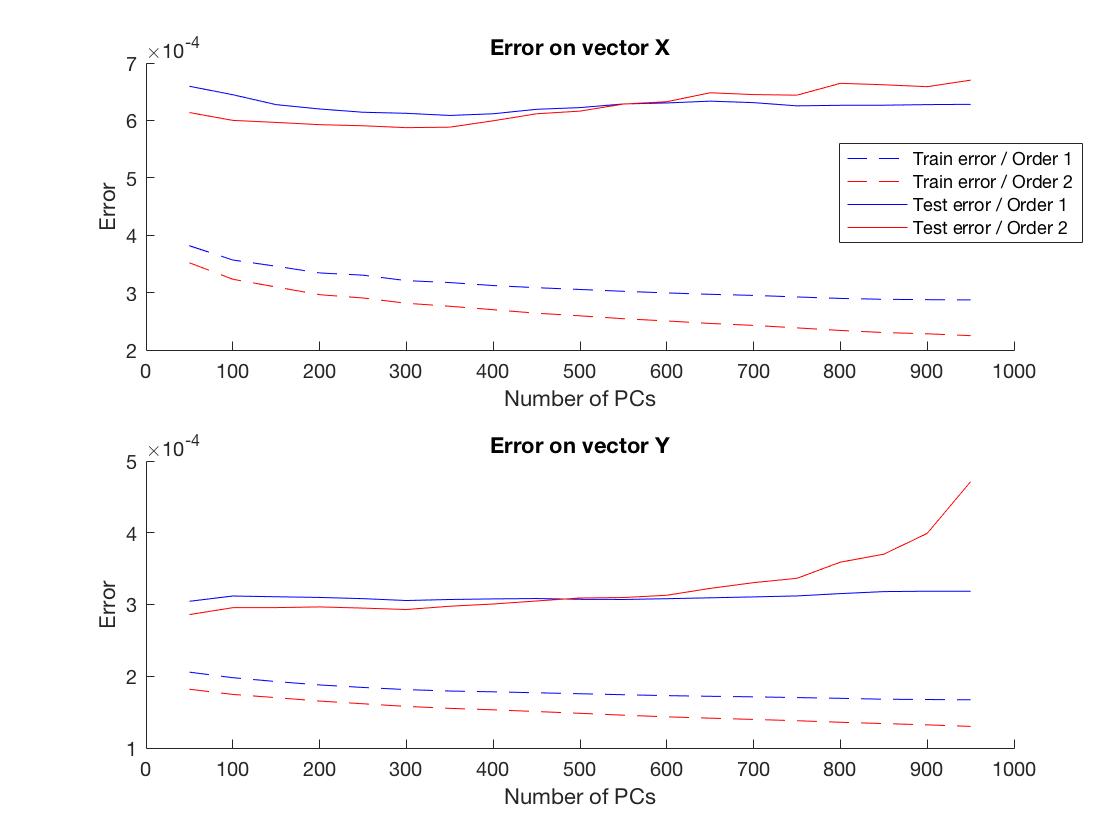 Error on vector X
×10-4
7
6
5
4
3
2
Error
0 100 200 300 400 500 600 700 800 900 1000
Number of PCs
Train error / Order 1
Train error / Order 2
Test error / Order 1
Test error / Order 2
Error on vector Y
×10-4
5
4
3
2
1
Error
0 100 200 300 400 500 600 700 800 900 1000
Number of PCs